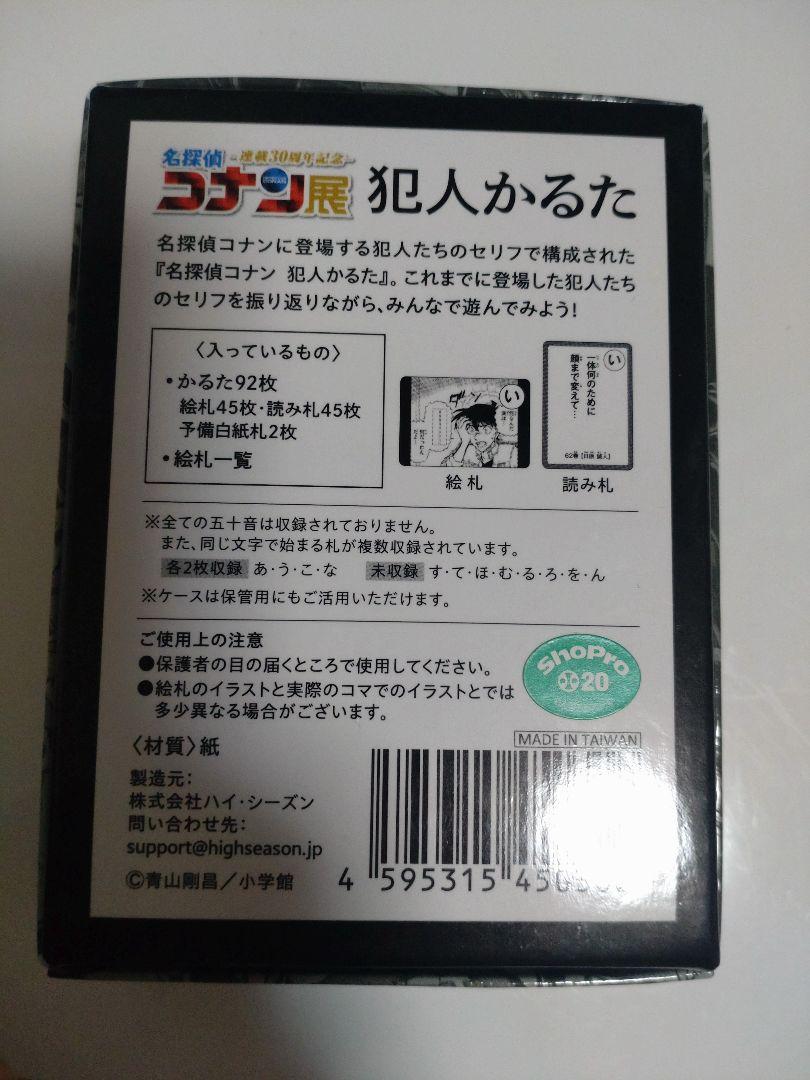 名探偵
連載30周年記念
コナン展 犯人かるた
名探偵コナンに登場する犯人たちのセリフで構成された
『名探偵コナン 犯人かるた』。これまでに登場した犯人たち
のセリフを振り返りながら、みんなで遊んでみよう!
〈入っているもの〉
・かるた92枚
絵札45枚・読み札45枚
予備白紙札2枚
・絵札一覧
い
絵札
い
一体何のために
顔まで変えて…
62巻
読み札
※全ての五十音は収録されておりません。
また、同じ文字で始まる札が複数収録されています。
各2枚収録 あ・う・こ・な 未収録 す・て・ほ・む・る・ろ・を・ん
※ケースは保管用にもご活用いただけます。
ご使用上の注意
●保護者の目の届くところで使用してください。
●絵札のイラストと実際のコマでのイラストとでは
多少異なる場合がございます。
ShoPro
20
〈材質〉紙
MADE IN TAIWAN
製造元:
株式会社ハイ・シーズン
問い合わせ先:
support@highseason.jp
©青山剛昌/小学館
4 595315 45